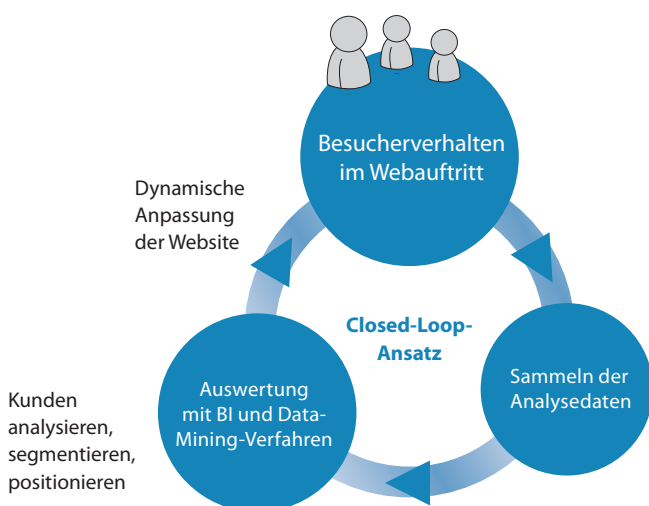 Besucherverhalten
im Webauftritt
Dynamische
Anpassung
der Website
Closed-Loop-
Ansatz
Sammeln der
Analysedaten
Auswertung
mit BI und Data-
Mining-Verfahren
Kunden
analysieren,
segmentieren,
positionieren